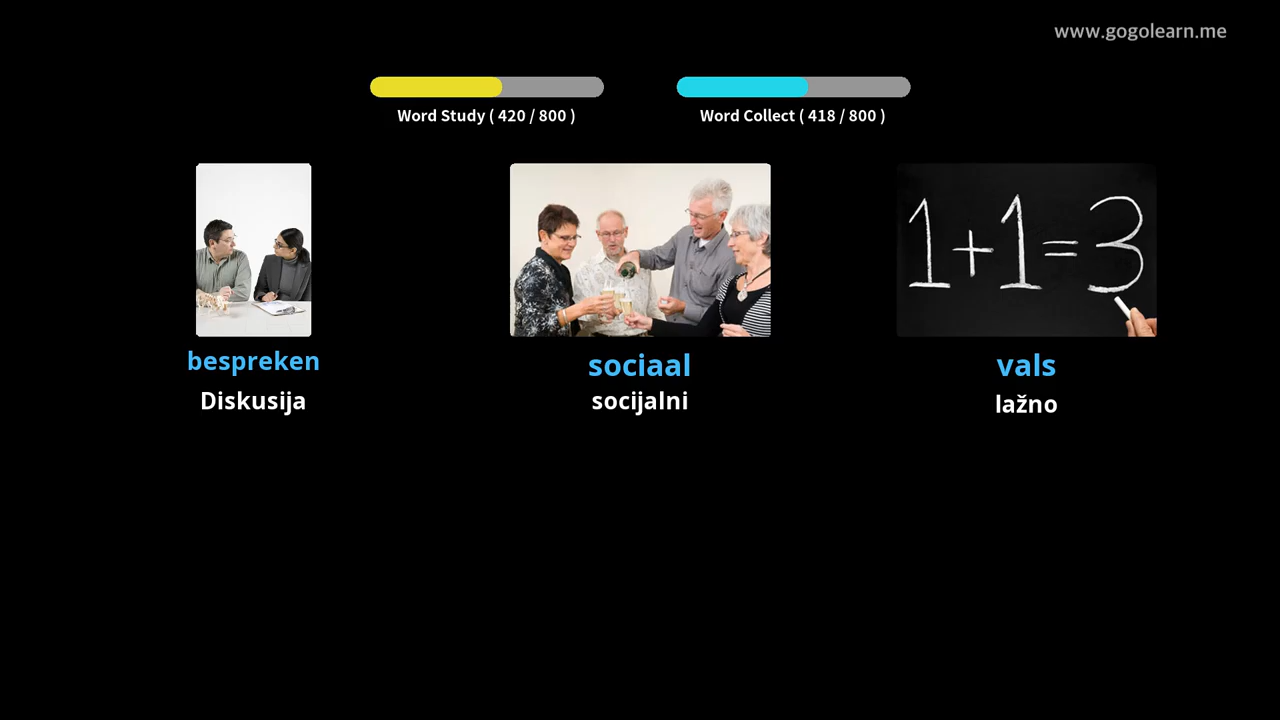 www.gogolearn.me
Word Study ( 420 / 800 )
Word Collect ( 418 / 800 )
1+1=3
bespreken
sociaal
vals
Diskusija
socijalni
lažno